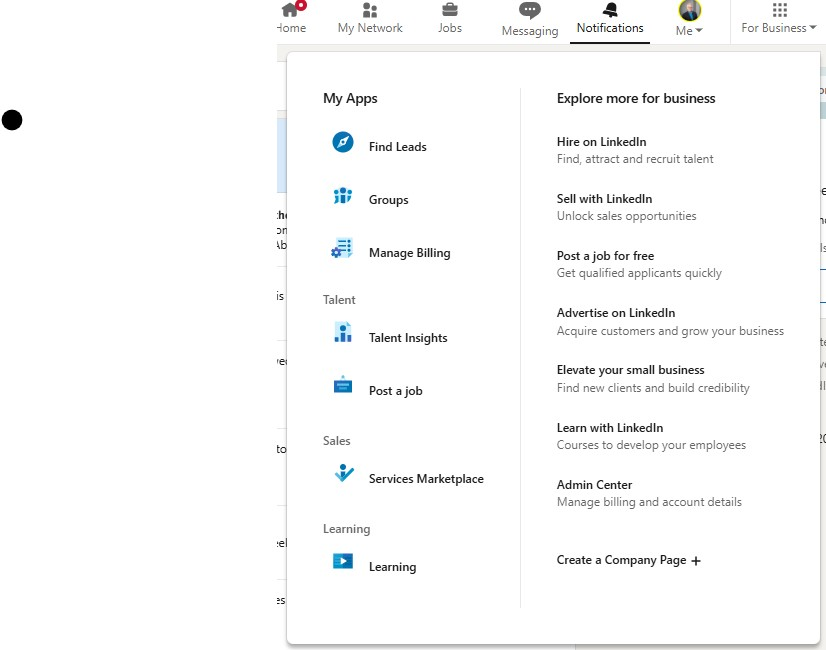 Home
My Network
Jobs
Messaging
Notifications
Me
For Business
My Apps
Find Leads
Groups
Manage Billing
Talent
Talent Insights
Post a job
Sales
Services Marketplace
Learning
Learning
Explore more for business
Hire on LinkedIn
Find, attract and recruit talent
Sell with LinkedIn
Unlock sales opportunities
Post a job for free
Get qualified applicants quickly
Advertise on LinkedIn
Acquire customers and grow your business
Elevate your small business
Find new clients and build credibility
Learn with LinkedIn
Courses to develop your employees
Admin Center
Manage billing and account details
Create a Company Page +